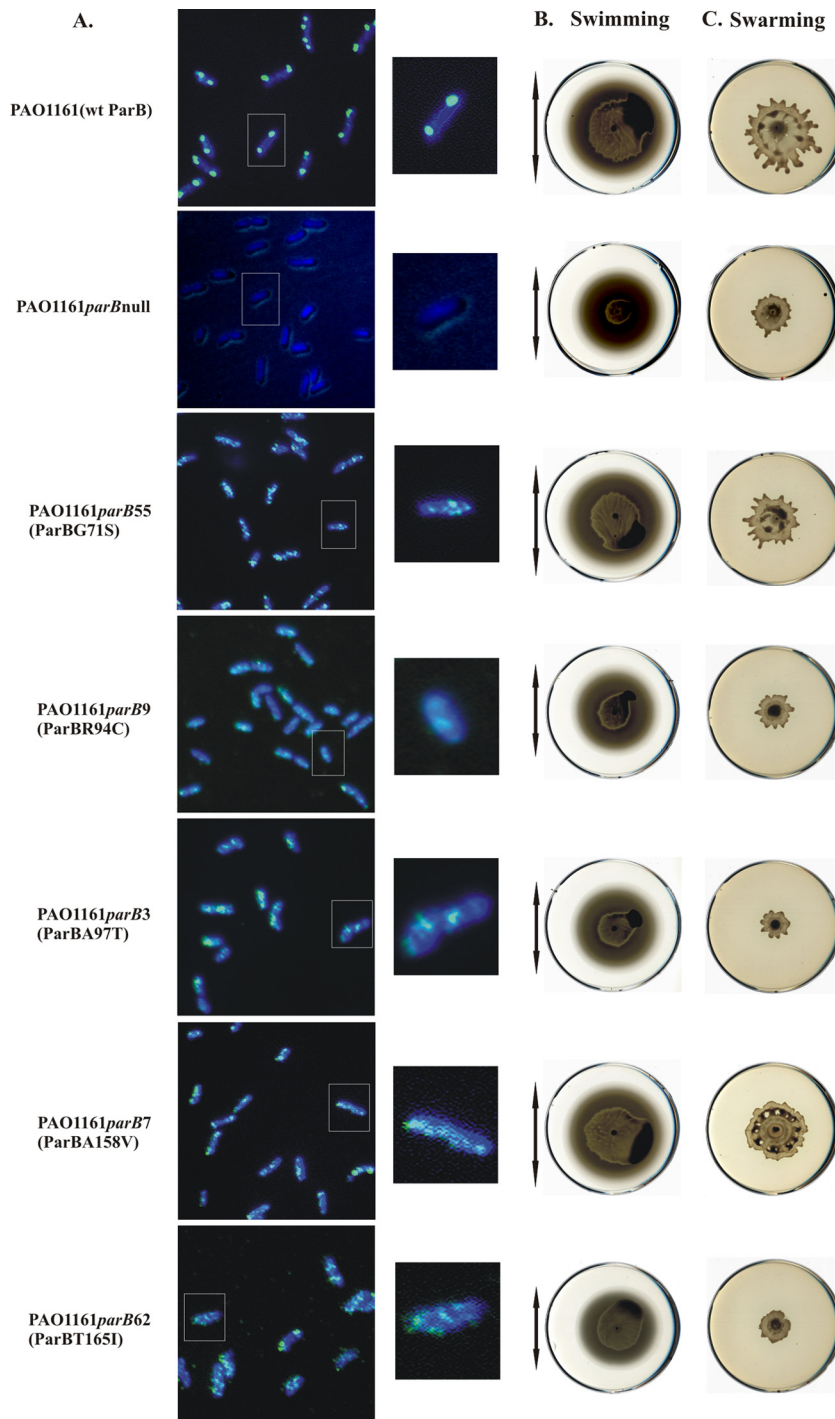 A.
B. Swimming
C. Swarming
PAO1161(wt ParB)
PAO1161parBnull
PAO1161parB55
(ParBG71S)
PAO1161parB9
(ParBR94C)
PAO1161parB3
(ParBA97T)
PAO1161parB7
(ParBA158V)
PAO1161parB62
(ParBT165I)